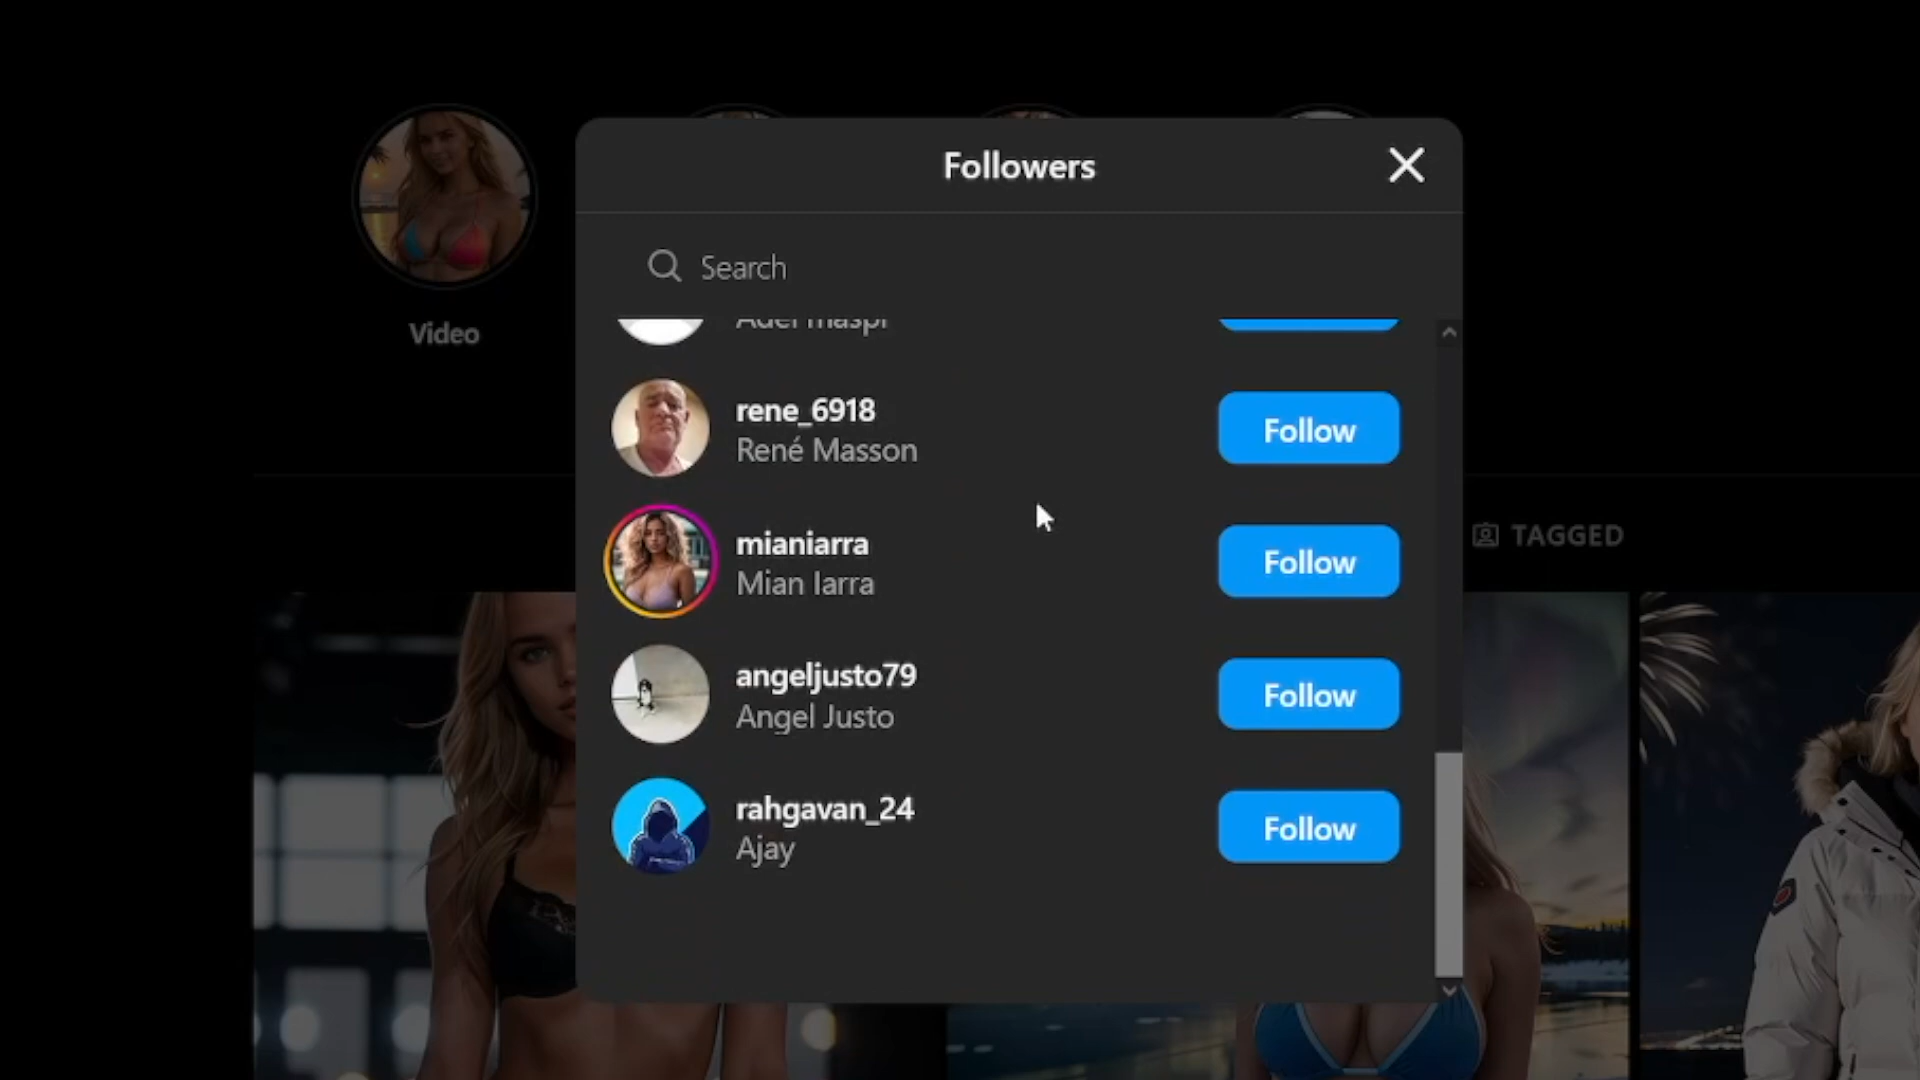 Followers
Search
Video
rene_6918
René Masson
Follow
mianiarra
Mian Iarra
Follow
TAGGED
angeljusto79
Angel Justo
Follow
rahgavan_24
Ajay
Follow